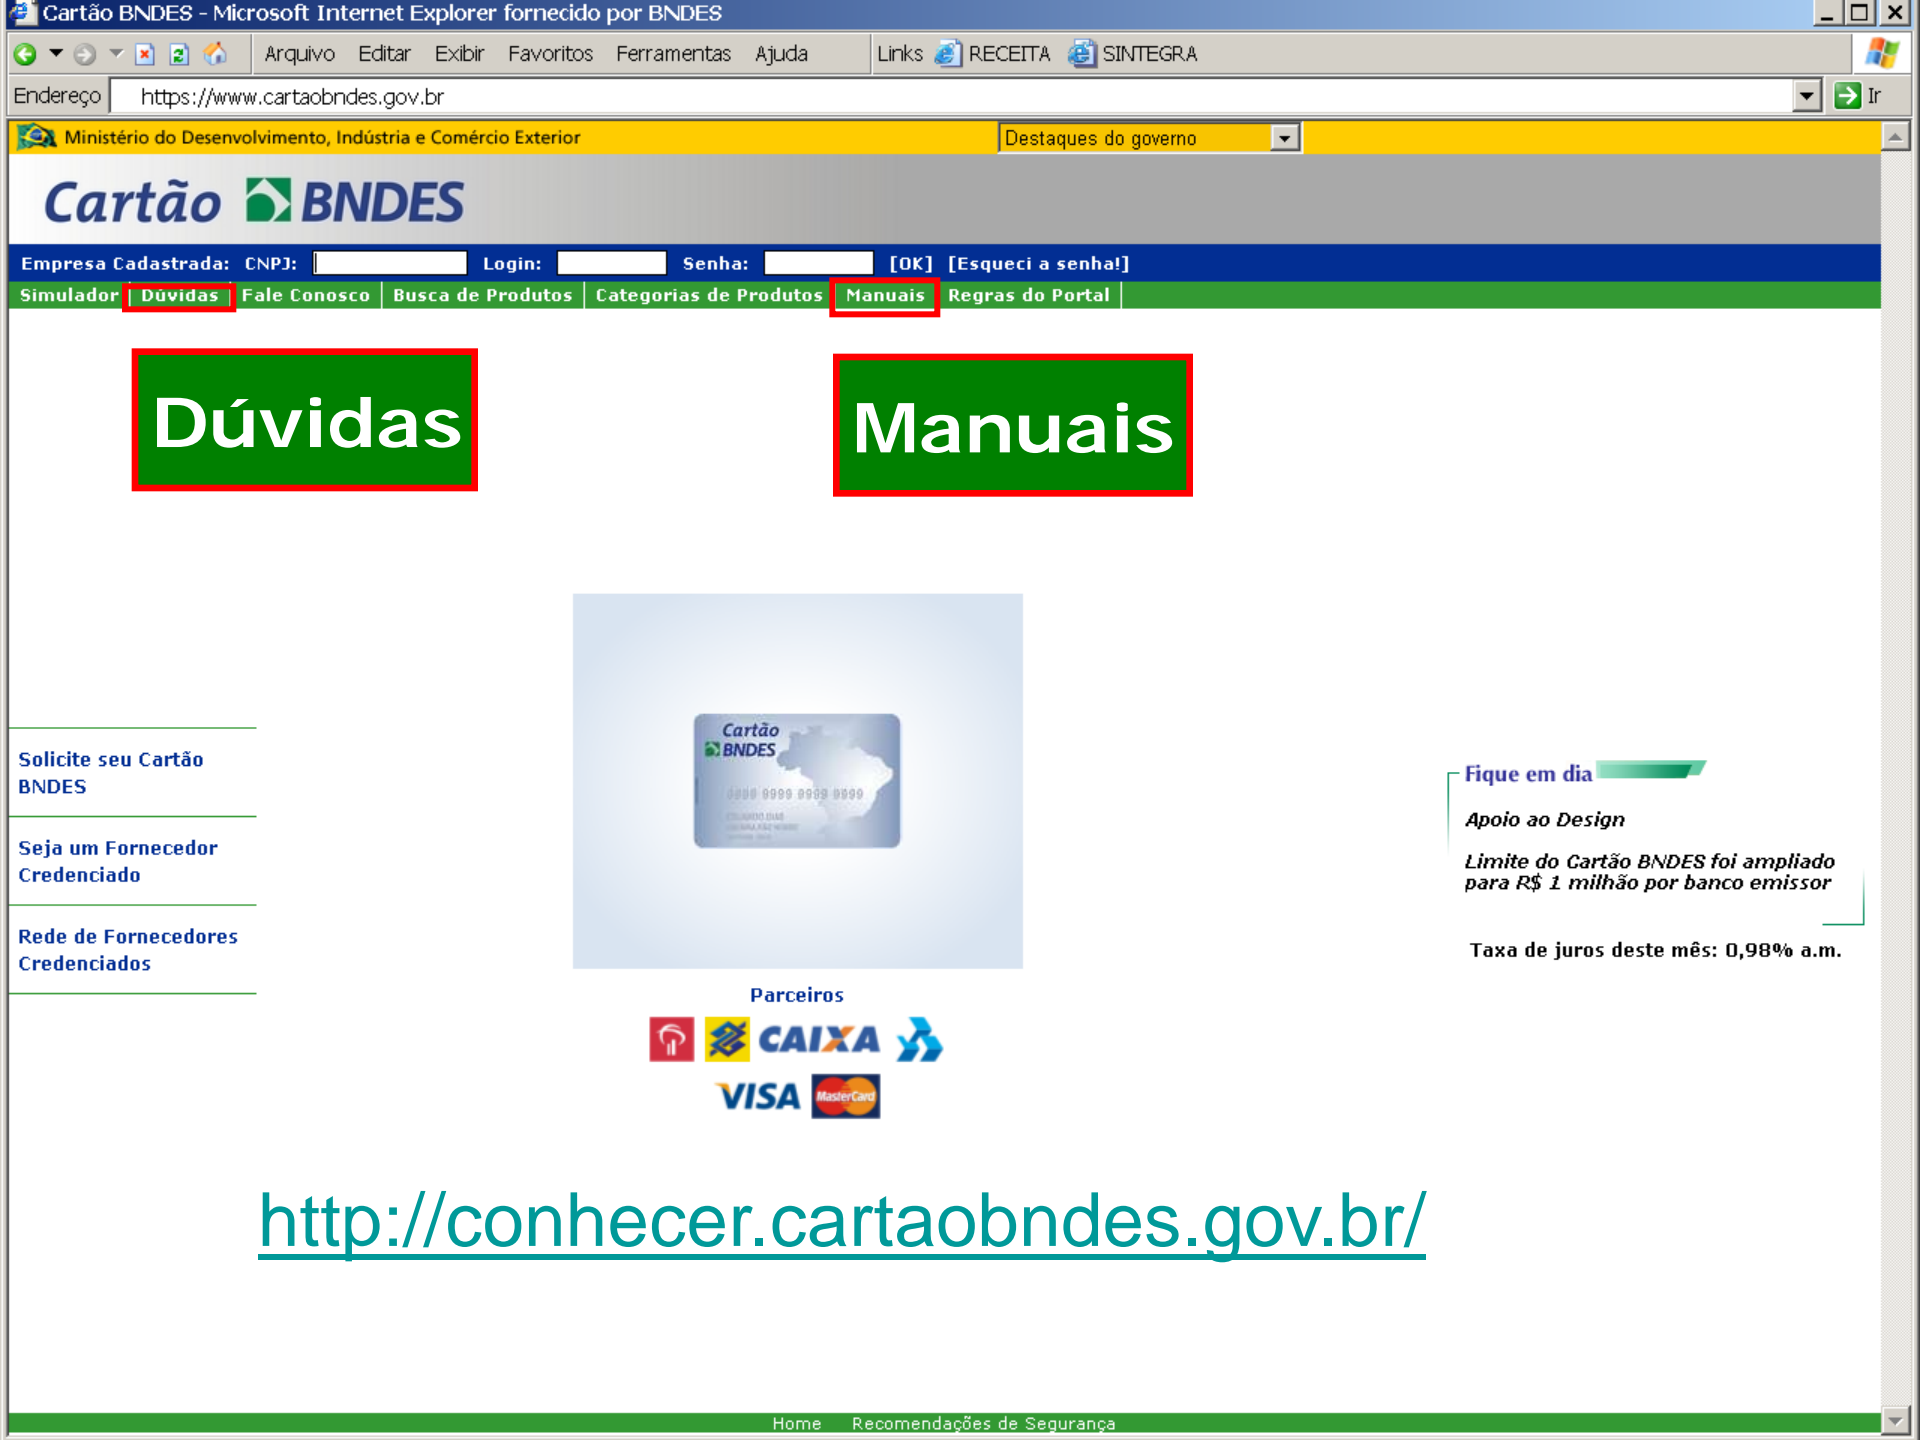 Cartão BNDES - Microsoft Internet Explorer fornecido por BNDES
Arquivo Editar Exibir Favoritos Ferramentas Ajuda Links RECEITA SINTEGRA
Endereço https://www.cartaobndes.gov.br Ir
Ministério do Desenvolvimento, Indústria e Comércio Exterior Destaques do governo
Cartão BNDES
Empresa Cadastrada: CNPJ: Login: Senha: [OK] [Esqueci a senha!]
Simulador Dúvidas Fale Conosco Busca de Produtos Categorias de Produtos Manuais Regras do Portal
Dúvidas Manuais
Cartão
BNDES
9999 9999 9999 9999
Solicite seu Cartão
BNDES
Seja um Fornecedor
Credenciado
Rede de Fornecedores
Credenciados
Fique em dia
Apoio ao Design
Limite do Cartão BNDES foi ampliado
para R$ 1 milhão por banco emissor
Taxa de juros deste mês: 0,98% a.m.
Parceiros
CAIXA
VISA MasterCard
http://conhecer.cartaobndes.gov.br/
Home Recomendações de Segurança